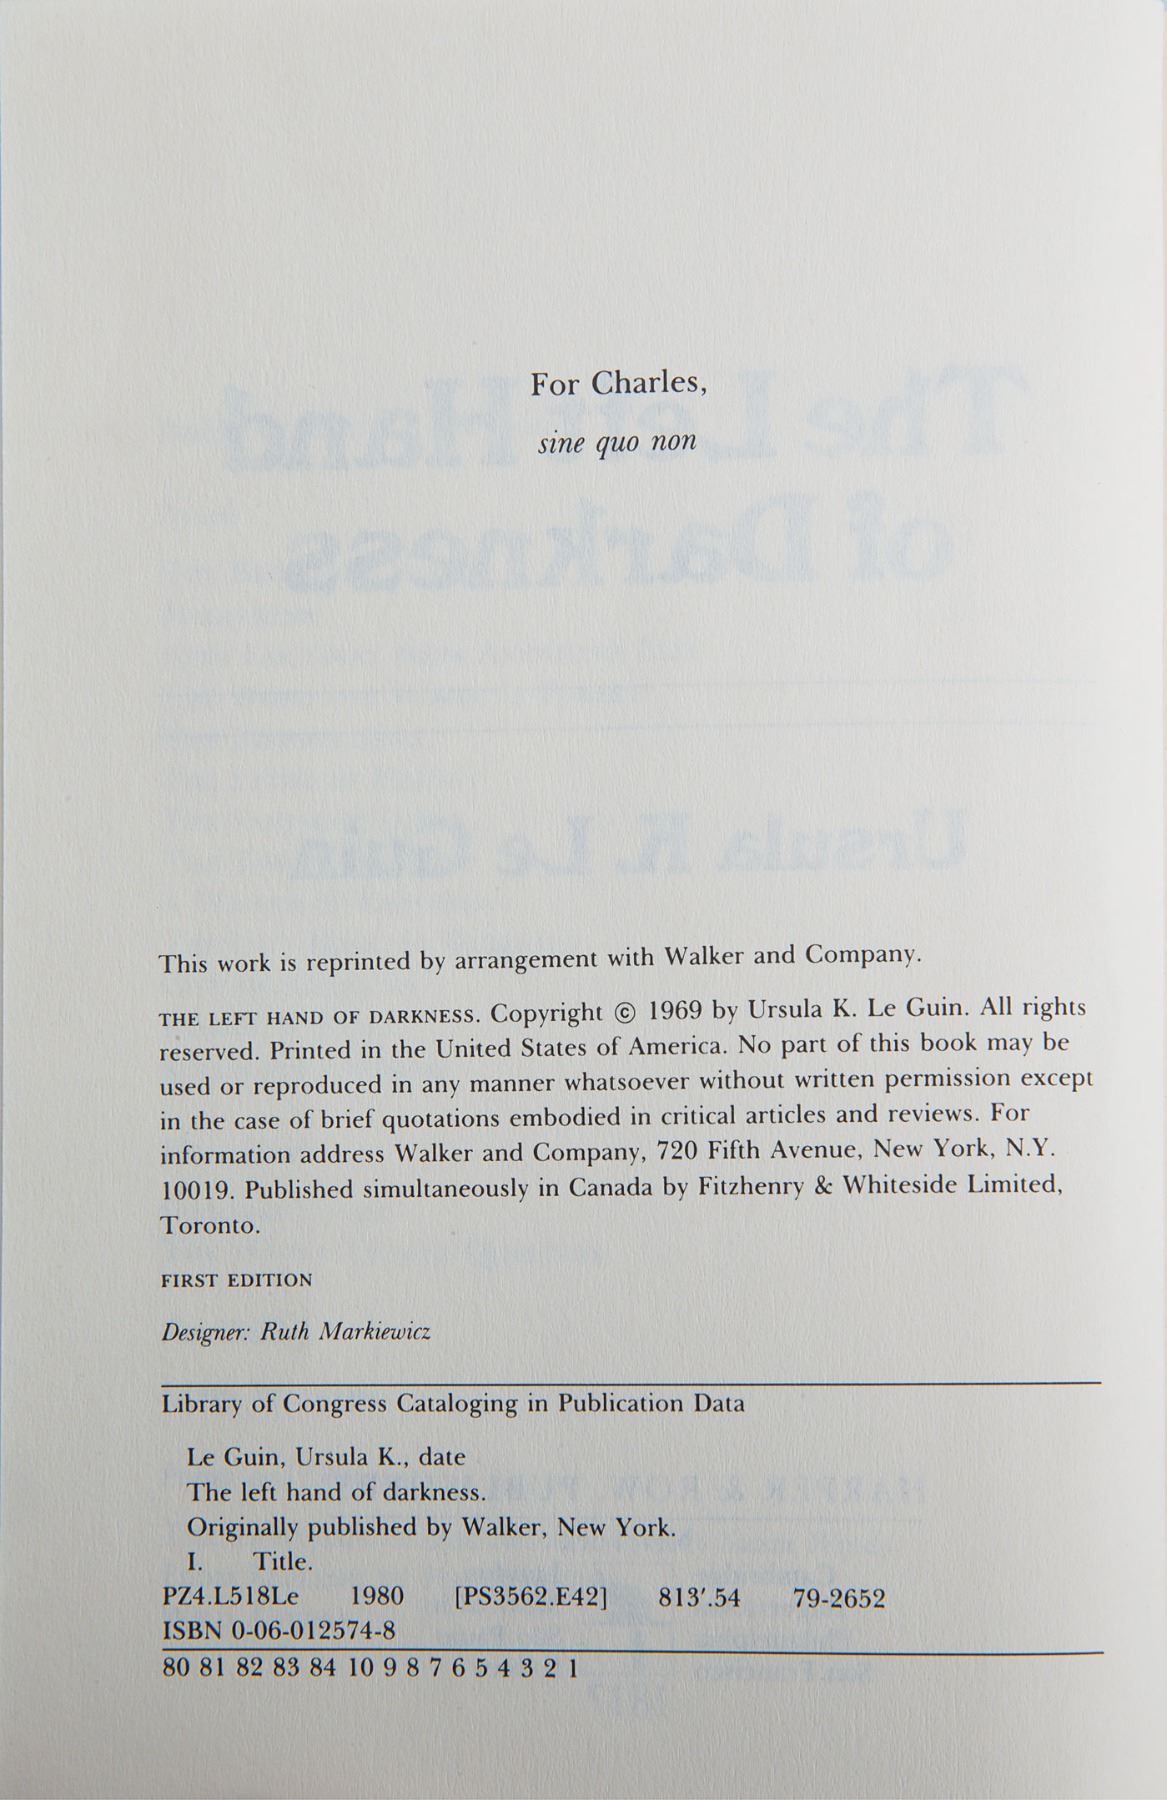 For Charles,
sine quo non
This work is reprinted by arrangement with Walker and Company.
THE LEFT HAND OF DARKNESS. Copyright © 1969 by Ursula K. Le Guin. All rights
reserved. Printed in the United States of America. No part of this book may be
used or reproduced in any manner whatsoever without written permission except
in the case of brief quotations embodied in critical articles and reviews. For
information address Walker and Company, 720 Fifth Avenue, New York, N.Y.
10019. Published simultaneously in Canada by Fitzhenry & Whiteside Limited,
Toronto.
FIRST EDITION
Designer: Ruth Markiewicz
Library of Congress Cataloging in Publication Data
Le Guin, Ursula K., date
The left hand of darkness.
Originally published by Walker, New York.
I. Title.
PZ4.L518Le 1980 [PS3562.E42] 813′.54 79-2652
ISBN 0-06-012574-8
80 81 82 83 84 10 9 8 7 6 5 4 3 2 1